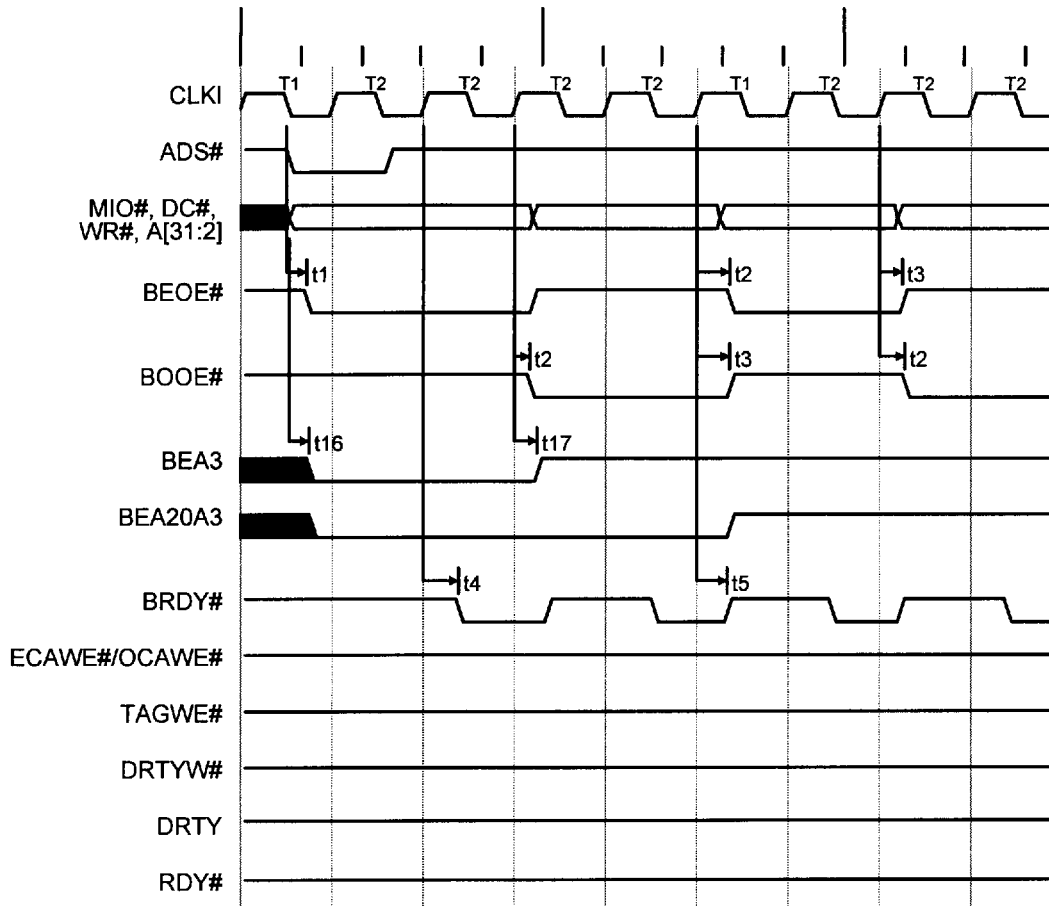 T1 T2 T2 T2 T2 T1 T2 T2 T2
CLKI
ADS#
MIO#, DC#,
WR#, A[31:2]
t1 t2 t3
BEOE#
t2 t3 t2
BOOE#
t16 t17
BEA3
BEA20A3
t4 t5
BRDY#
ECAWE#/OCAWE#
TAGWE#
DRTYW#
DRTY
RDY#